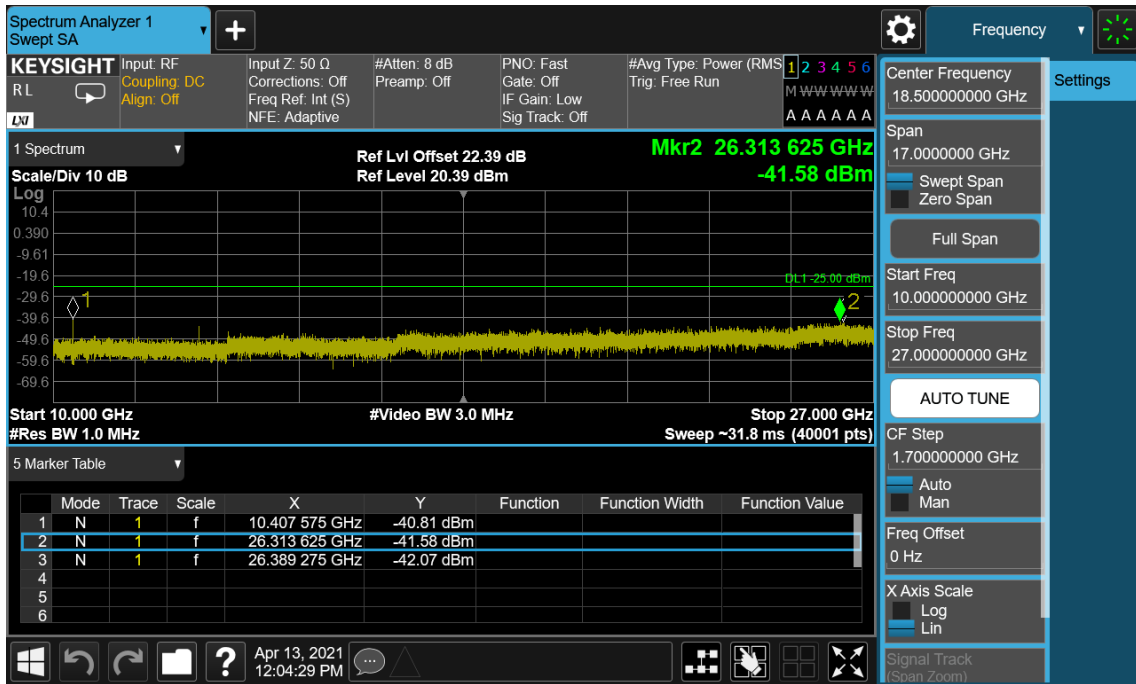 Spectrum Analyzer 1
Swept SA
+
Frequency
KEYSIGHT
RL
LXI
Input: RF
Coupling: DC
Align: Off
Input Z: 50 Ω
Corrections: Off
Freq Ref: Int (S)
NFE: Adaptive
#Atten: 8 dB
Preamp: Off
PNO: Fast
Gate: Off
IF Gain: Low
Sig Track: Off
#Avg Type: Power (RMS
Trig: Free Run
1 2 3 4 5 6
M W W W W W
A A A A A A
1 Spectrum
Scale/Div 10 dB
Ref Lvl Offset 22.39 dB
Ref Level 20.39 dBm
Mkr2 26.313 625 GHz
-41.58 dBm
Log
10.4
0.390
-9.61
-19.6
-29.6
-39.6
-49.6
-59.6
-69.6
DL1 -25.00 dBm
1
2
Start 10.000 GHz
#Video BW 3.0 MHz
Stop 27.000 GHz
#Res BW 1.0 MHz
Sweep ~31.8 ms (40001 pts)
5 Marker Table
Mode Trace Scale X Y Function Function Width Function Value
1 N 1 f 10.407 575 GHz -40.81 dBm
2 N 1 f 26.313 625 GHz -41.58 dBm
3 N 1 f 26.389 275 GHz -42.07 dBm
4
5
6
?
Apr 13, 2021
12:04:29 PM
Center Frequency
18.500000000 GHz
Span
17.0000000 GHz
Swept Span
Zero Span
Full Span
Start Freq
10.000000000 GHz
Stop Freq
27.000000000 GHz
AUTO TUNE
CF Step
1.700000000 GHz
Auto
Man
Freq Offset
0 Hz
X Axis Scale
Log
Lin
Signal Track
(Span Zoom)
Settings